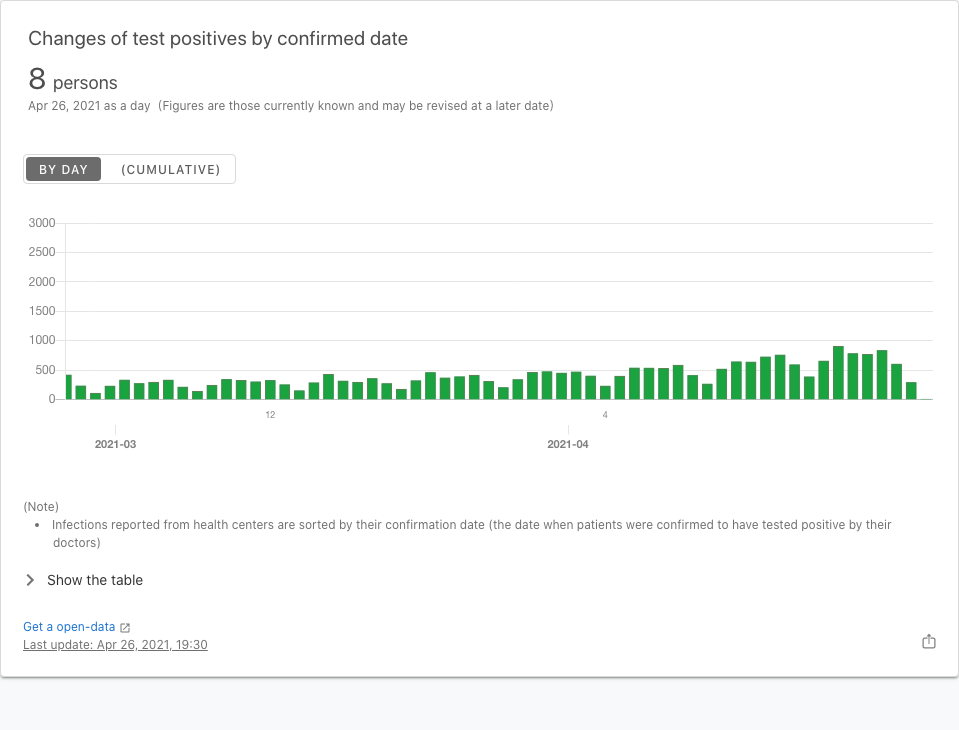 Changes of test positives by confirmed date
8 persons
Apr 26, 2021 as a day (Figures are those currently known and may be revised at a later date)
BY DAY (CUMULATIVE)
3000
2500
2000
1500
1000
500
0
12 4
2021-03 2021-04
(Note)
• Infections reported from health centers are sorted by their confirmation date (the date when patients were confirmed to have tested positive by their
doctors)
Show the table
Get a open-data
Last update: Apr 26, 2021, 19:30